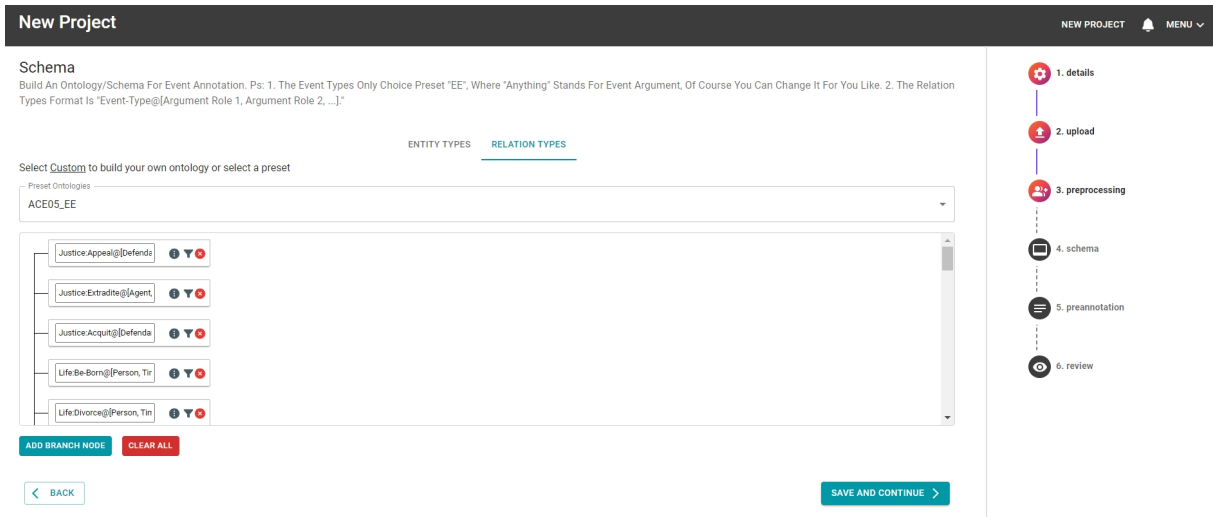 New Project
NEW PROJECT
MENU
Schema
Build An Ontology/Schema For Event Annotation. Ps: 1. The Event Types Only Choice Preset "EE", Where "Anything" Stands For Event Argument, Of Course You Can Change It For You Like. 2. The Relation
Types Format Is "Event-Type@[Argument Role 1, Argument Role 2, ...]."
ENTITY TYPES
RELATION TYPES
Select Custom to build your own ontology or select a preset
Preset Ontologies
ACE05_EE
Justice:Appeal@[Defenda
Justice:Extradite@[Agent,
Justice:Acquit@[Defenda
Life:Be-Born@[Person, Tir
Life:Divorce@[Person, Tin
ADD BRANCH NODE
CLEAR ALL
BACK
SAVE AND CONTINUE
1. details
2. upload
3. preprocessing
4. schema
5. preannotation
6. review